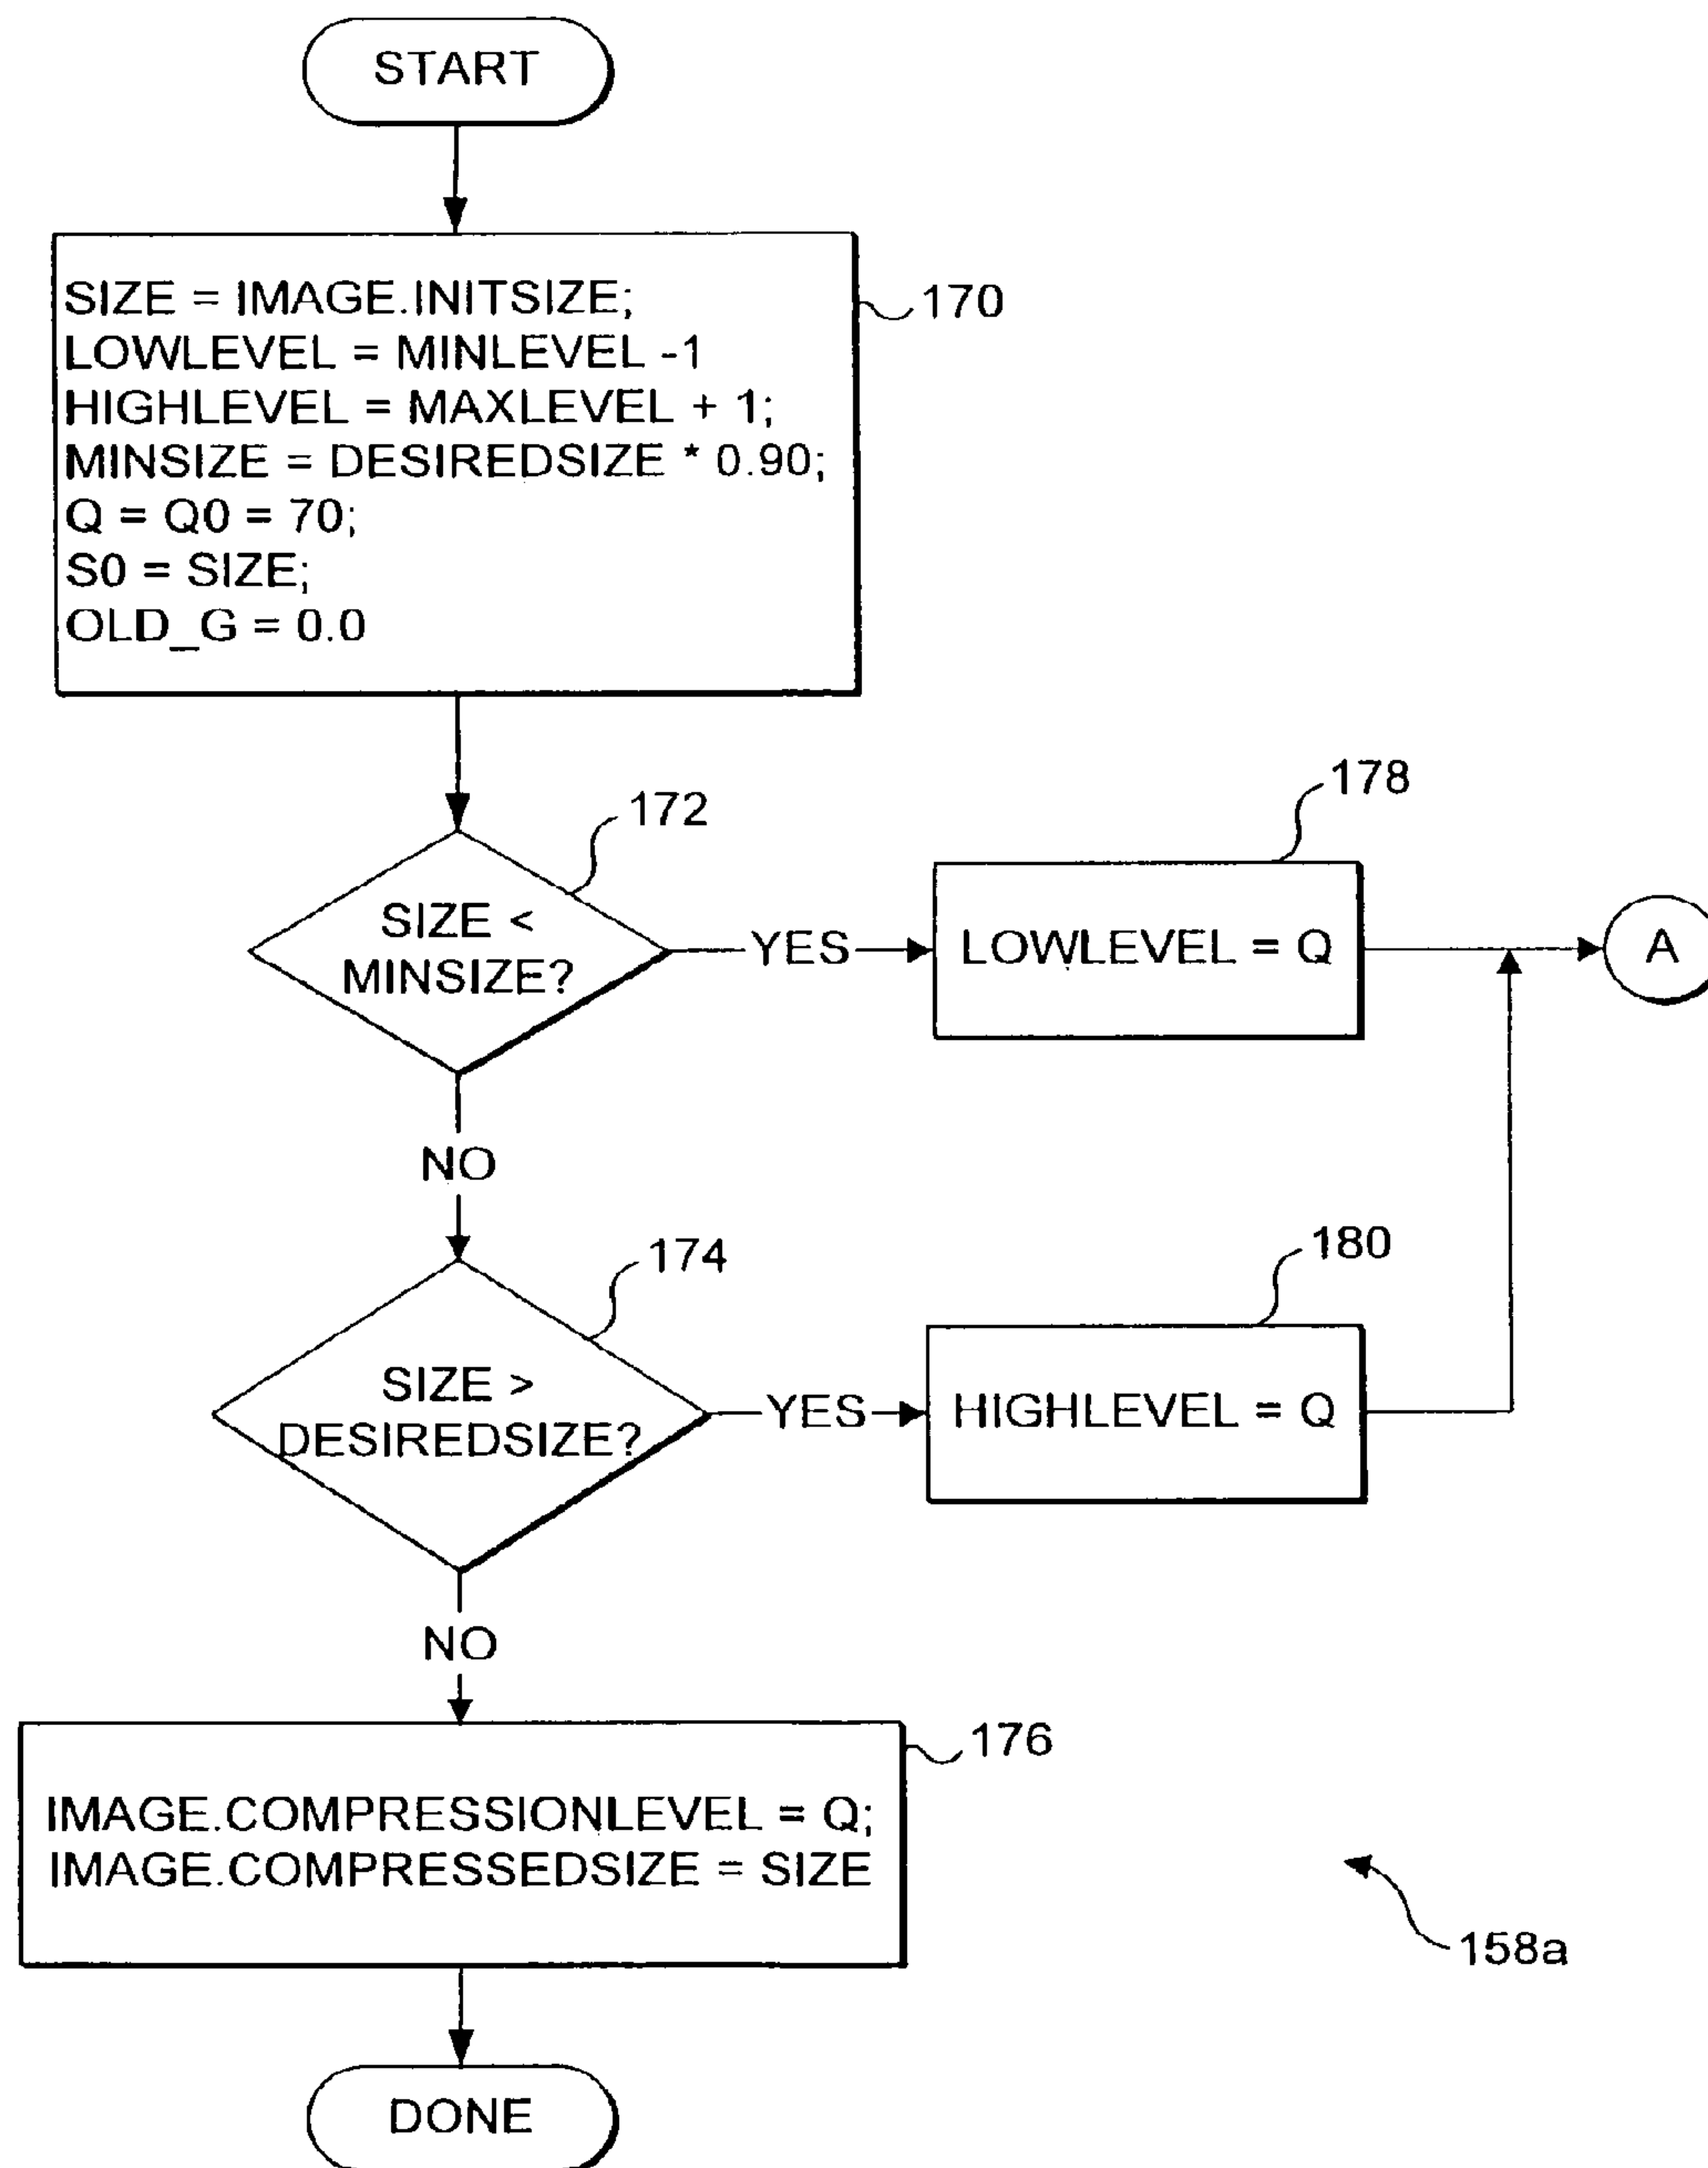 START
SIZE = IMAGE.INITSIZE;
LOWLEVEL = MINLEVEL -1
HIGHLEVEL = MAXLEVEL + 1;
MINSIZE = DESIREDSIZE * 0.90;
Q = Q0 = 70;
S0 = SIZE;
OLD_G = 0.0
170
172
SIZE <
MINSIZE?
YES
178
LOWLEVEL = Q
A
NO
174
SIZE >
DESIREDSIZE?
YES
180
HIGHLEVEL = Q
NO
176
IMAGE.COMPRESSIONLEVEL = Q;
IMAGE.COMPRESSEDSIZE = SIZE
158a
DONE